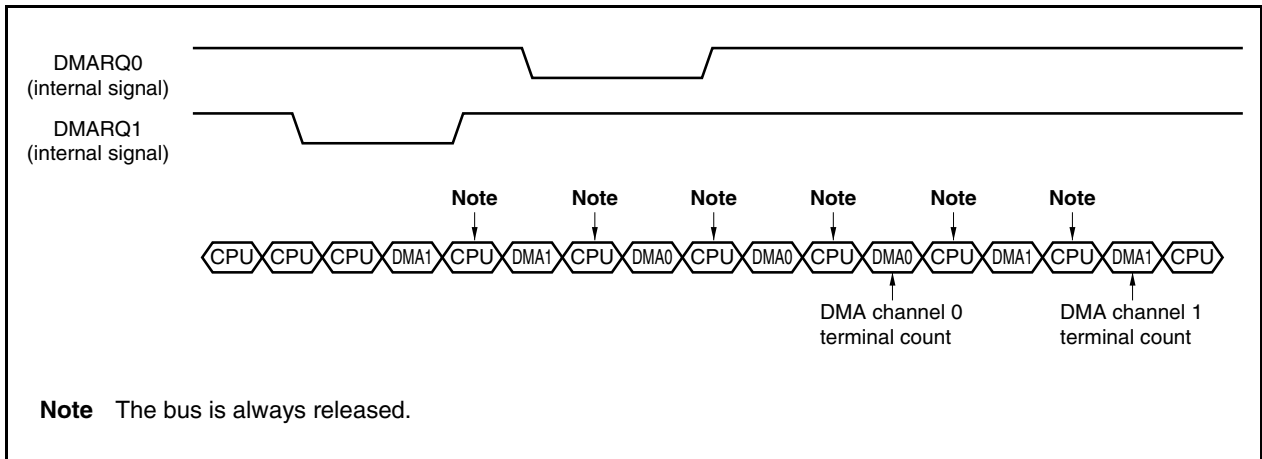 DMARQ0
(internal signal)
DMARQ1
(internal signal)
Note Note Note Note Note Note
CPU CPU CPU DMA1 CPU DMA1 CPU DMA0 CPU DMA0 CPU DMA0 CPU DMA1 CPU DMA1 CPU
DMA channel 0
terminal count
DMA channel 1
terminal count
Note The bus is always released.